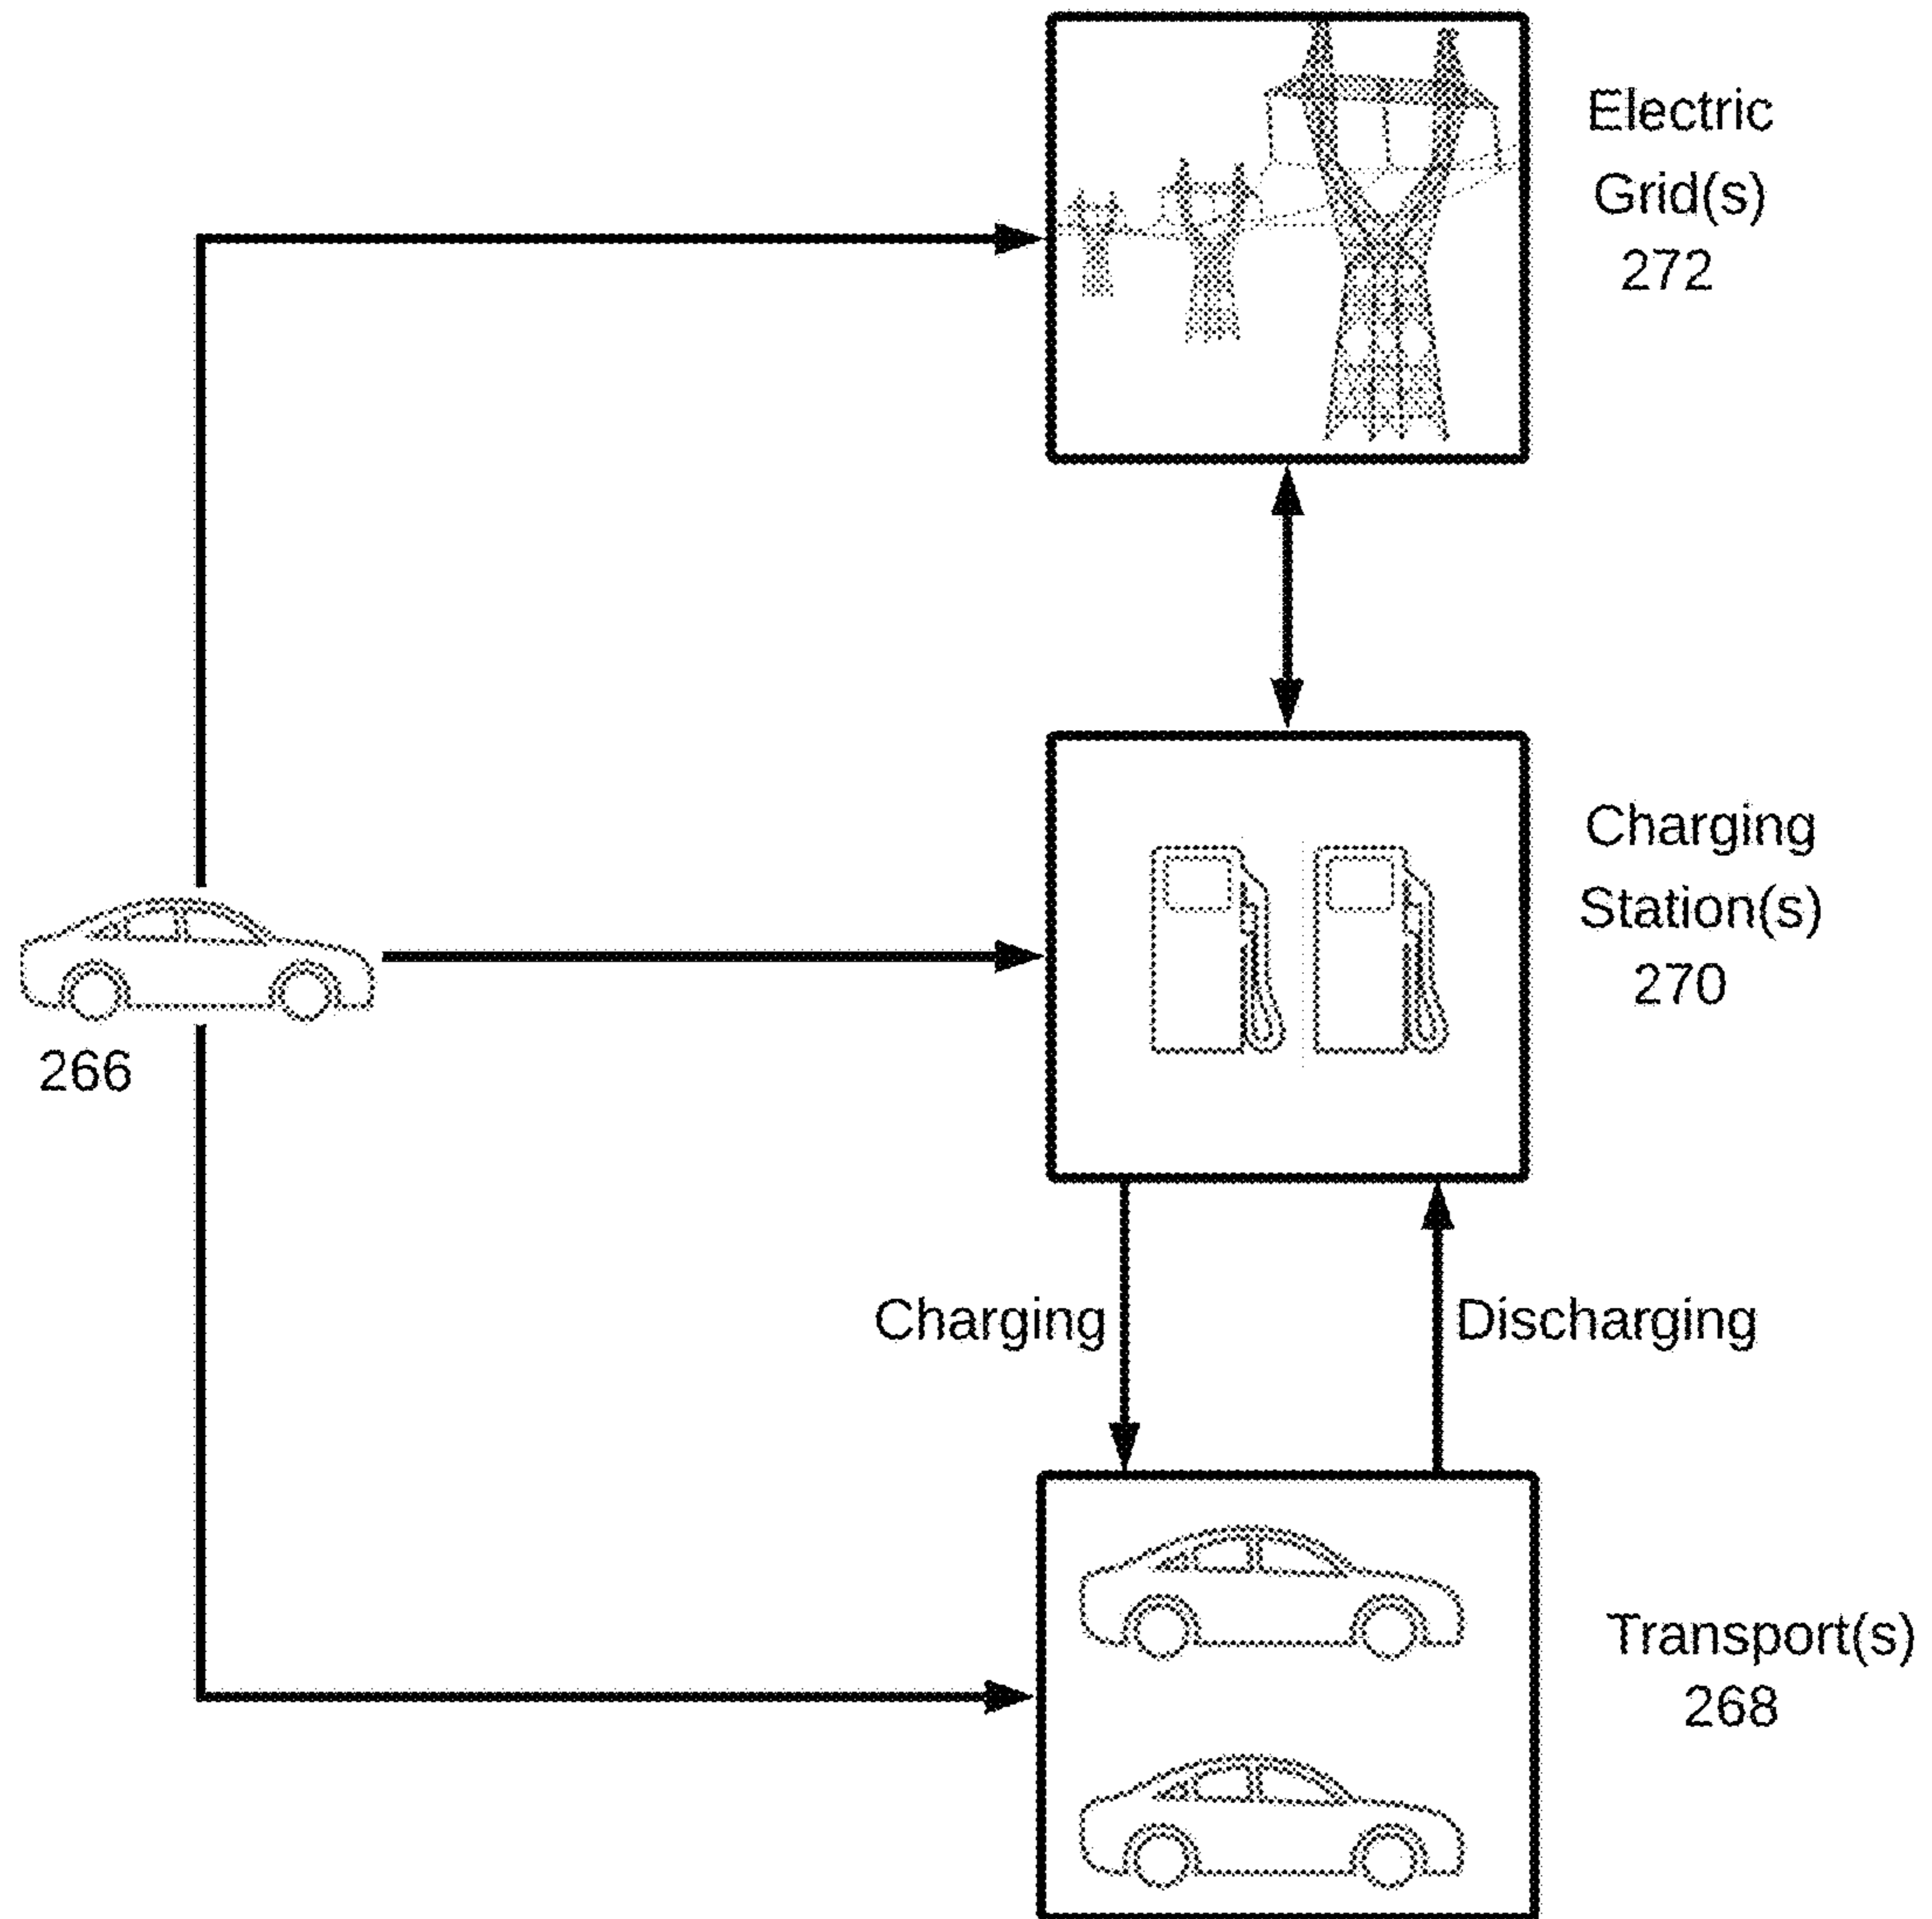 Electric
Grid(s)
272
Charging
Station(s)
270
266
Charging
Discharging
Transport(s)
268